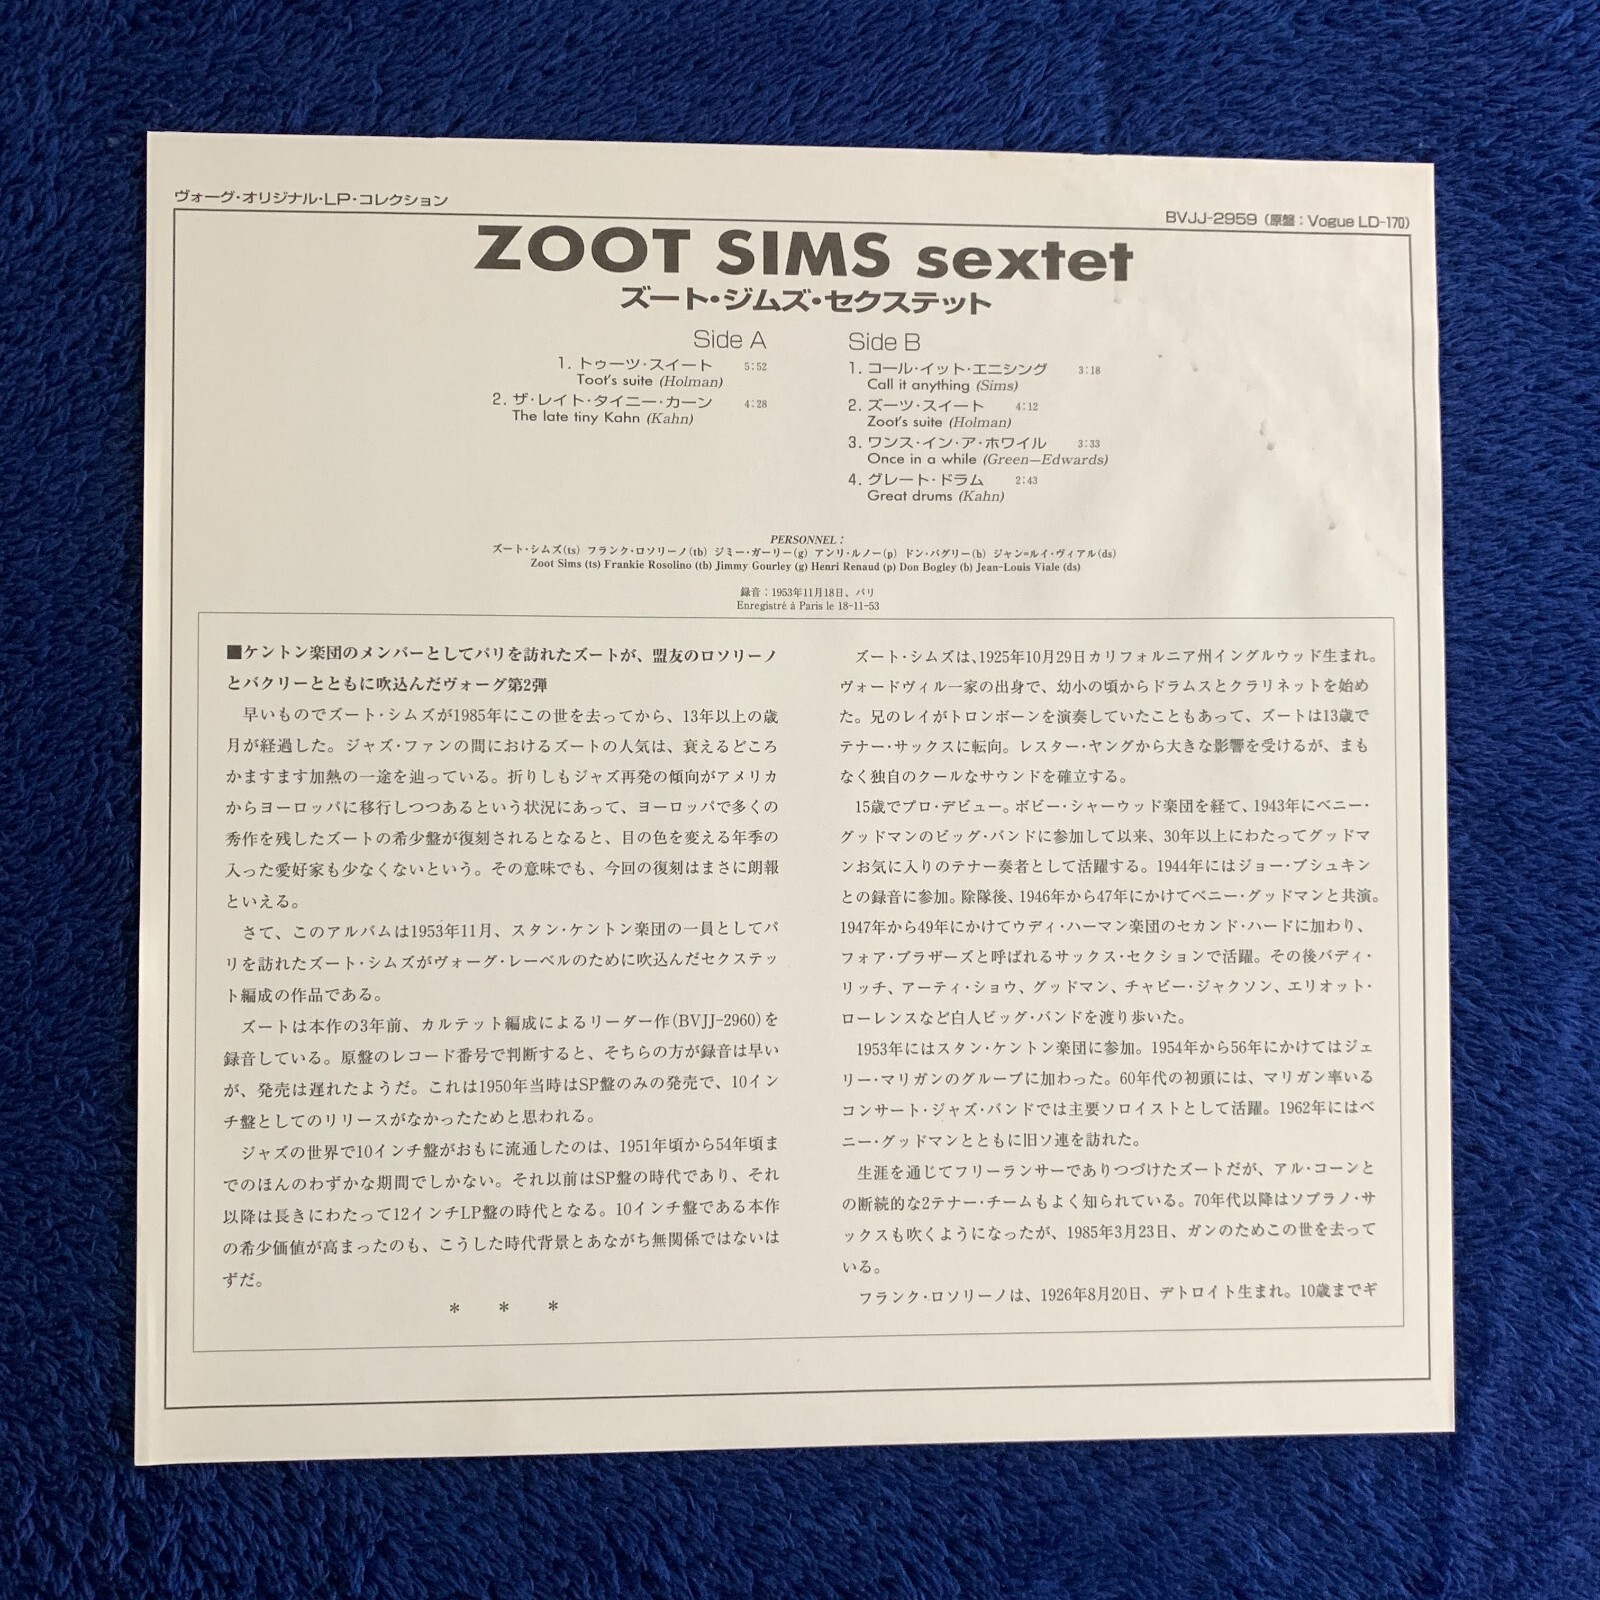 ヴォーグ・オリジナル・LP・コレクション
BVJJ-2959（原盤：Vogue LD-170）
ZOOT SIMS sextet
ズート・ジムズ・セクステット
Side A
1. トゥーツ・スイート 5:52
Toot's suite (Holman)
2. ザ・レイト・タイニー・カーン 4:28
The late tiny Kahn (Kahn)
Side B
1. コール・イット・エニシング 3:18
Call it anything (Sims)
2. ズーツ・スイート 4:12
Zoot's suite (Holman)
3. ワンス・イン・ア・ホワイル 3:33
Once in a while (Green—Edwards)
4. グレート・ドラム 2:43
Great drums (Kahn)
PERSONNEL :
ズート・シムズ(ts) フランク・ロソリーノ(tb) ジミー・ガーリー(g) アンリ・ルノー(p) ドン・バグリー(b) ジャン=ルイ・ヴィアル(ds)
Zoot Sims (ts) Frankie Rosolino (tb) Jimmy Gourley (g) Henri Renaud (p) Don Bogley (b) Jean-Louis Viale (ds)
録音：1953年11月18日、パリ
Enregistré à Paris le 18-11-53
■ケントン楽団のメンバーとしてパリを訪れたズートが、盟友のロソリーノ
とバクリーとともに吹込んだヴォーグ第2弾
早いものでズート・シムズが1985年にこの世を去ってから、13年以上の歳
月が経過した。ジャズ・ファンの間におけるズートの人気は、衰えるどころ
かますます加熱の一途を辿っている。折りしもジャズ再発の傾向がアメリカ
からヨーロッパに移行しつつあるという状況にあって、ヨーロッパで多くの
秀作を残したズートの希少盤が復刻されるとなると、目の色を変える年季の
入った愛好家も少なくないという。その意味でも、今回の復刻はまさに朗報
といえる。
さて、このアルバムは1953年11月、スタン・ケントン楽団の一員としてパ
リを訪れたズート・シムズがヴォーグ・レーベルのために吹込んだセクステッ
ト編成の作品である。
ズートは本作の3年前、カルテット編成によるリーダー作(BVJJ-2960)を
録音している。原盤のレコード番号で判断すると、そちらの方が録音は早い
が、発売は遅れたようだ。これは1950年当時はSP盤のみの発売で、10イン
チ盤としてのリリースがなかったためと思われる。
ジャズの世界で10インチ盤がおもに流通したのは、1951年頃から54年頃ま
でのほんのわずかな期間でしかない。それ以前はSP盤の時代であり、それ
以降は長きにわたって12インチLP盤の時代となる。10インチ盤である本作
の希少価値が高まったのも、こうした時代背景とあながち無関係ではないは
ずだ。
＊ ＊ ＊
ズート・シムズは、1925年10月29日カリフォルニア州イングルウッド生まれ。
ヴォードヴィル一家の出身で、幼小の頃からドラムスとクラリネットを始め
た。兄のレイがトロンボーンを演奏していたこともあって、ズートは13歳で
テナー・サックスに転向。レスター・ヤングから大きな影響を受けるが、まも
なく独自のクールなサウンドを確立する。
15歳でプロ・デビュー。ボビー・シャーウッド楽団を経て、1943年にベニー・
グッドマンのビッグ・バンドに参加して以来、30年以上にわたってグッドマ
ンお気に入りのテナー奏者として活躍する。1944年にはジョー・ブシュキン
との録音に参加。除隊後、1946年から47年にかけてベニー・グッドマンと共演。
1947年から49年にかけてウディ・ハーマン楽団のセカンド・ハードに加わり、
フォア・ブラザーズと呼ばれるサックス・セクションで活躍。その後バディ・
リッチ、アーティ・ショウ、グッドマン、チャビー・ジャクソン、エリオット・
ローレンスなど白人ビッグ・バンドを渡り歩いた。
1953年にはスタン・ケントン楽団に参加。1954年から56年にかけてはジェ
リー・マリガンのグループに加わった。60年代の初頭には、マリガン率いる
コンサート・ジャズ・バンドでは主要ソロイストとして活躍。1962年にはベ
ニー・グッドマンとともに旧ソ連を訪れた。
生涯を通じてフリーランサーでありつづけたズートだが、アル・コーンと
の断続的な2テナー・チームもよく知られている。70年代以降はソプラノ・サ
ックスも吹くようになったが、1985年3月23日、ガンのためこの世を去って
いる。
フランク・ロソリーノは、1926年8月20日、デトロイト生まれ。10歳までギ